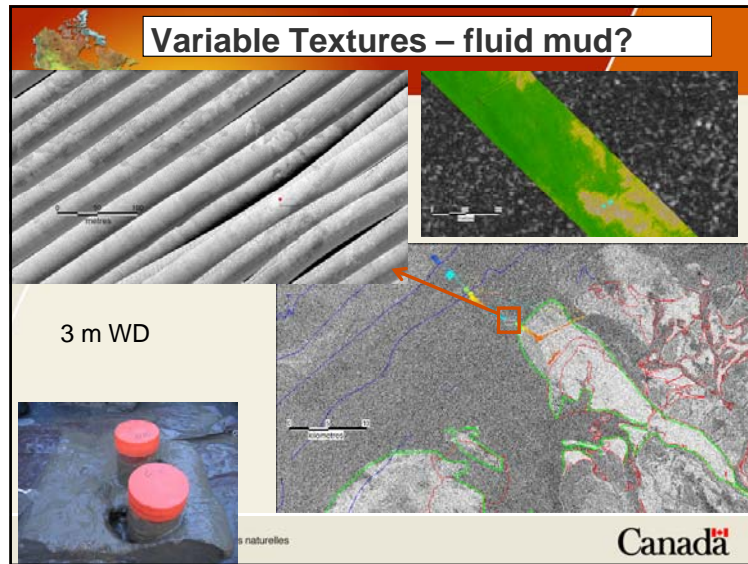 Variable Textures – fluid mud?
metres
3 m WD
kilometres
s naturelles
Canada